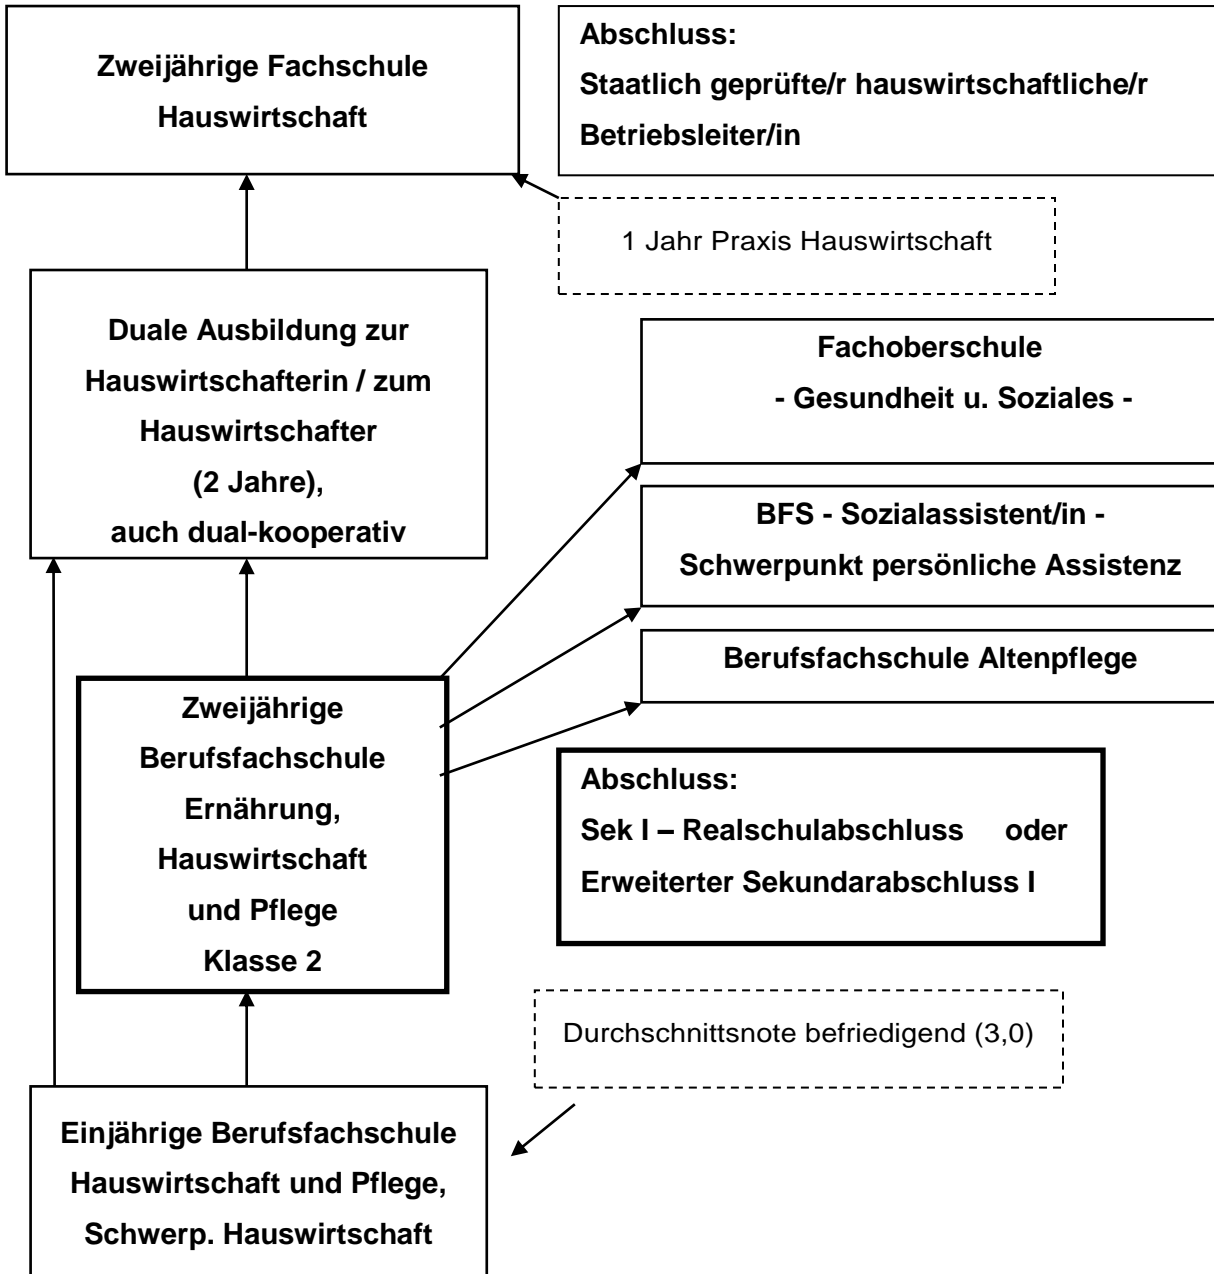 Zweijährige Fachschule
Hauswirtschaft
Abschluss:
Staatlich geprüfte/r hauswirtschaftliche/r
Betriebsleiter/in
1 Jahr Praxis Hauswirtschaft
Duale Ausbildung zur
Hauswirtschafterin / zum
Hauswirtschafter
(2 Jahre),
auch dual-kooperativ
Fachoberschule
- Gesundheit u. Soziales -
BFS - Sozialassistent/in -
Schwerpunkt persönliche Assistenz
Berufsfachschule Altenpflege
Zweijährige
Berufsfachschule
Ernährung,
Hauswirtschaft
und Pflege
Klasse 2
Abschluss:
Sek I – Realschulabschluss oder
Erweiterter Sekundarabschluss I
Durchschnittsnote befriedigend (3,0)
Einjährige Berufsfachschule
Hauswirtschaft und Pflege,
Schwerp. Hauswirtschaft